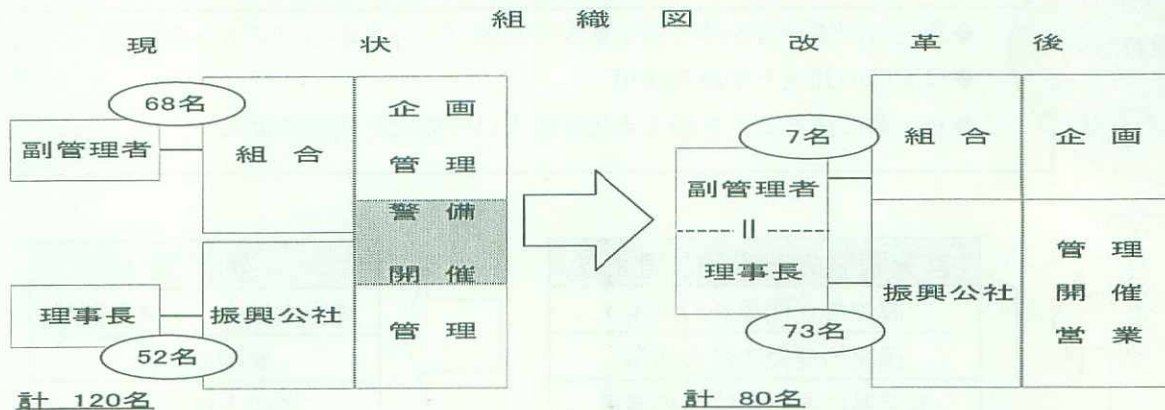 組織図
現状
68名
副管理者
組合
企画
管理
警備
開催
理事長
振興公社
管理
52名
計 120名
改革後
7名
組合
企画
副管理者
||
理事長
振興公社
管理
開催
営業
73名
計 80名